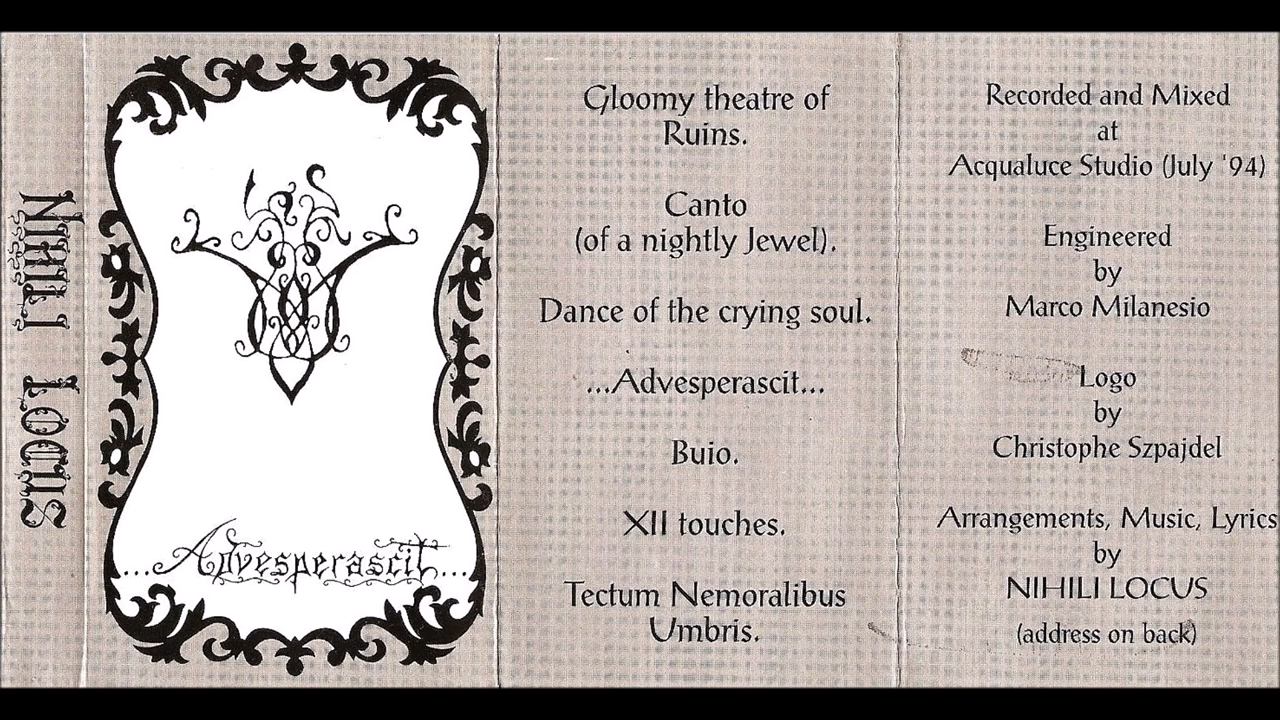 NIHILI LOCUS
...Advesperascit...
Gloomy theatre of
Ruins.
Canto
(of a nightly Jewel).
Dance of the crying soul.
...Advesperascit...
Buio.
XII touches.
Tectum Nemoralibus
Umbris.
Recorded and Mixed
at
Acqualuce Studio (July '94)
Engineered
by
Marco Milanesio
Logo
by
Christophe Szpajdel
Arrangements, Music, Lyrics
by
NIHILI LOCUS
(address on back)